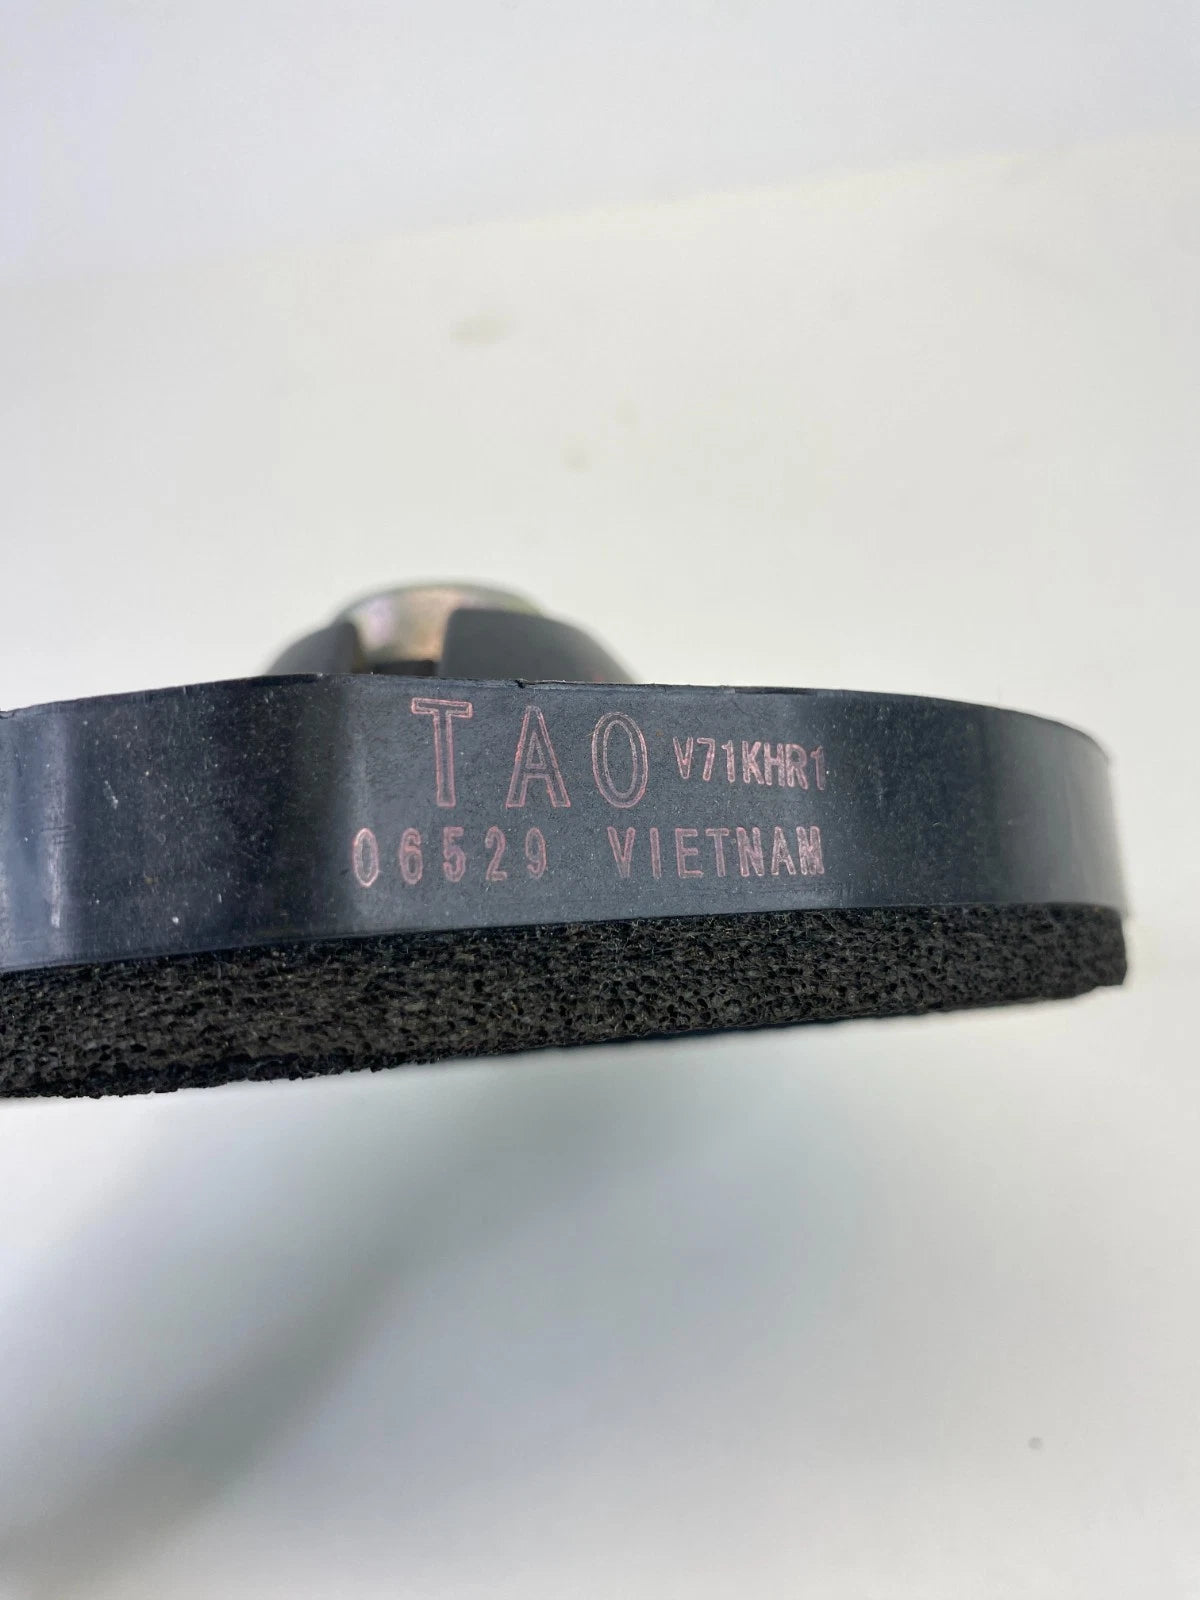 TAO V71KHR1
06529 VIETNAM